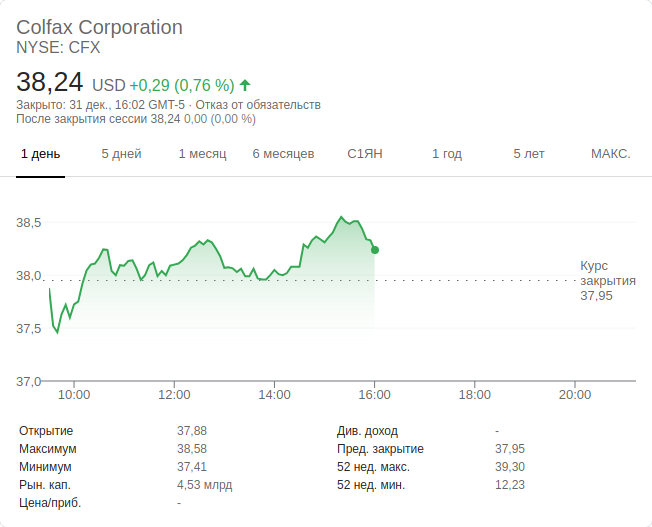 Colfax Corporation
NYSE: CFX
38,24 USD +0,29 (0,76 %)
Закрыто: 31 дек., 16:02 GMT-5 · Отказ от обязательств
После закрытия сессии 38,24 0,00 (0,00 %)
1 день 5 дней 1 месяц 6 месяцев С1ЯН 1 год 5 лет МАКС.
38,5
38,0
37,5
37,0
Курс
закрытия
37,95
10:00 12:00 14:00 16:00 18:00 20:00
Открытие 37,88 Див. доход -
Максимум 38,58 Пред. закрытие 37,95
Минимум 37,41 52 нед. макс. 39,30
Рын. кап. 4,53 млрд 52 нед. мин. 12,23
Цена/приб. -